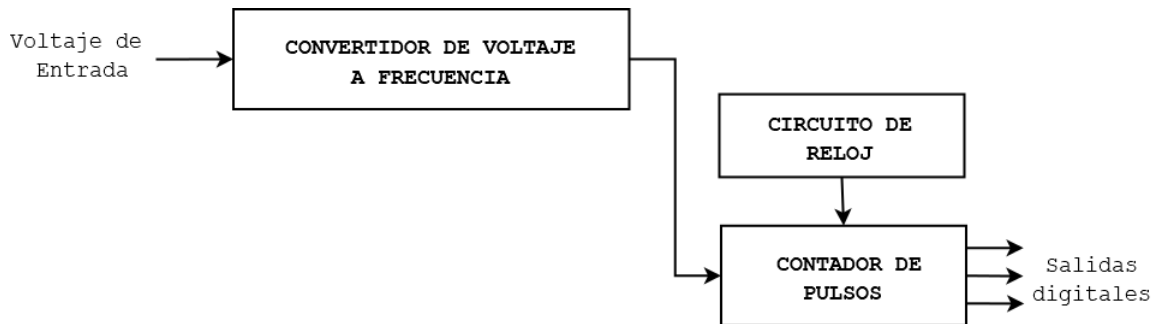 Voltaje de
Entrada
CONVERTIDOR DE VOLTAJE
A FRECUENCIA
CIRCUITO DE
RELOJ
CONTADOR DE
PULSOS
Salidas
digitales